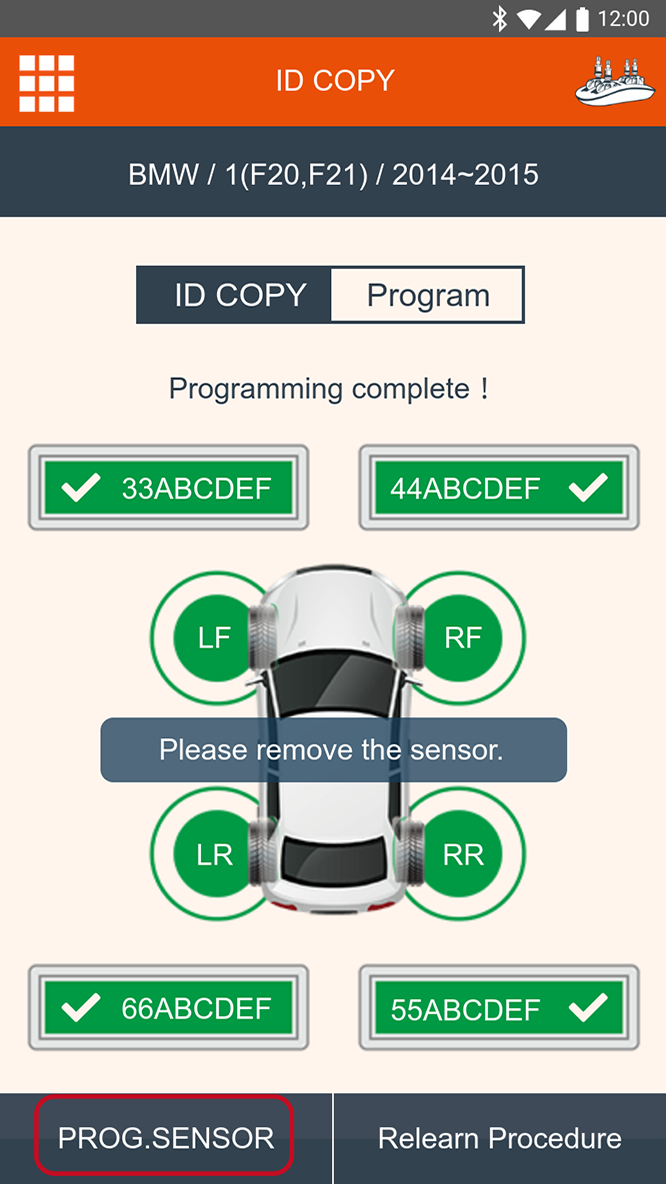 12:00
ID COPY
BMW / 1(F20,F21) / 2014~2015
ID COPY Program
Programming complete !
33ABCDEF 44ABCDEF
LF RF
Please remove the sensor.
LR RR
66ABCDEF 55ABCDEF
PROG.SENSOR Relearn Procedure